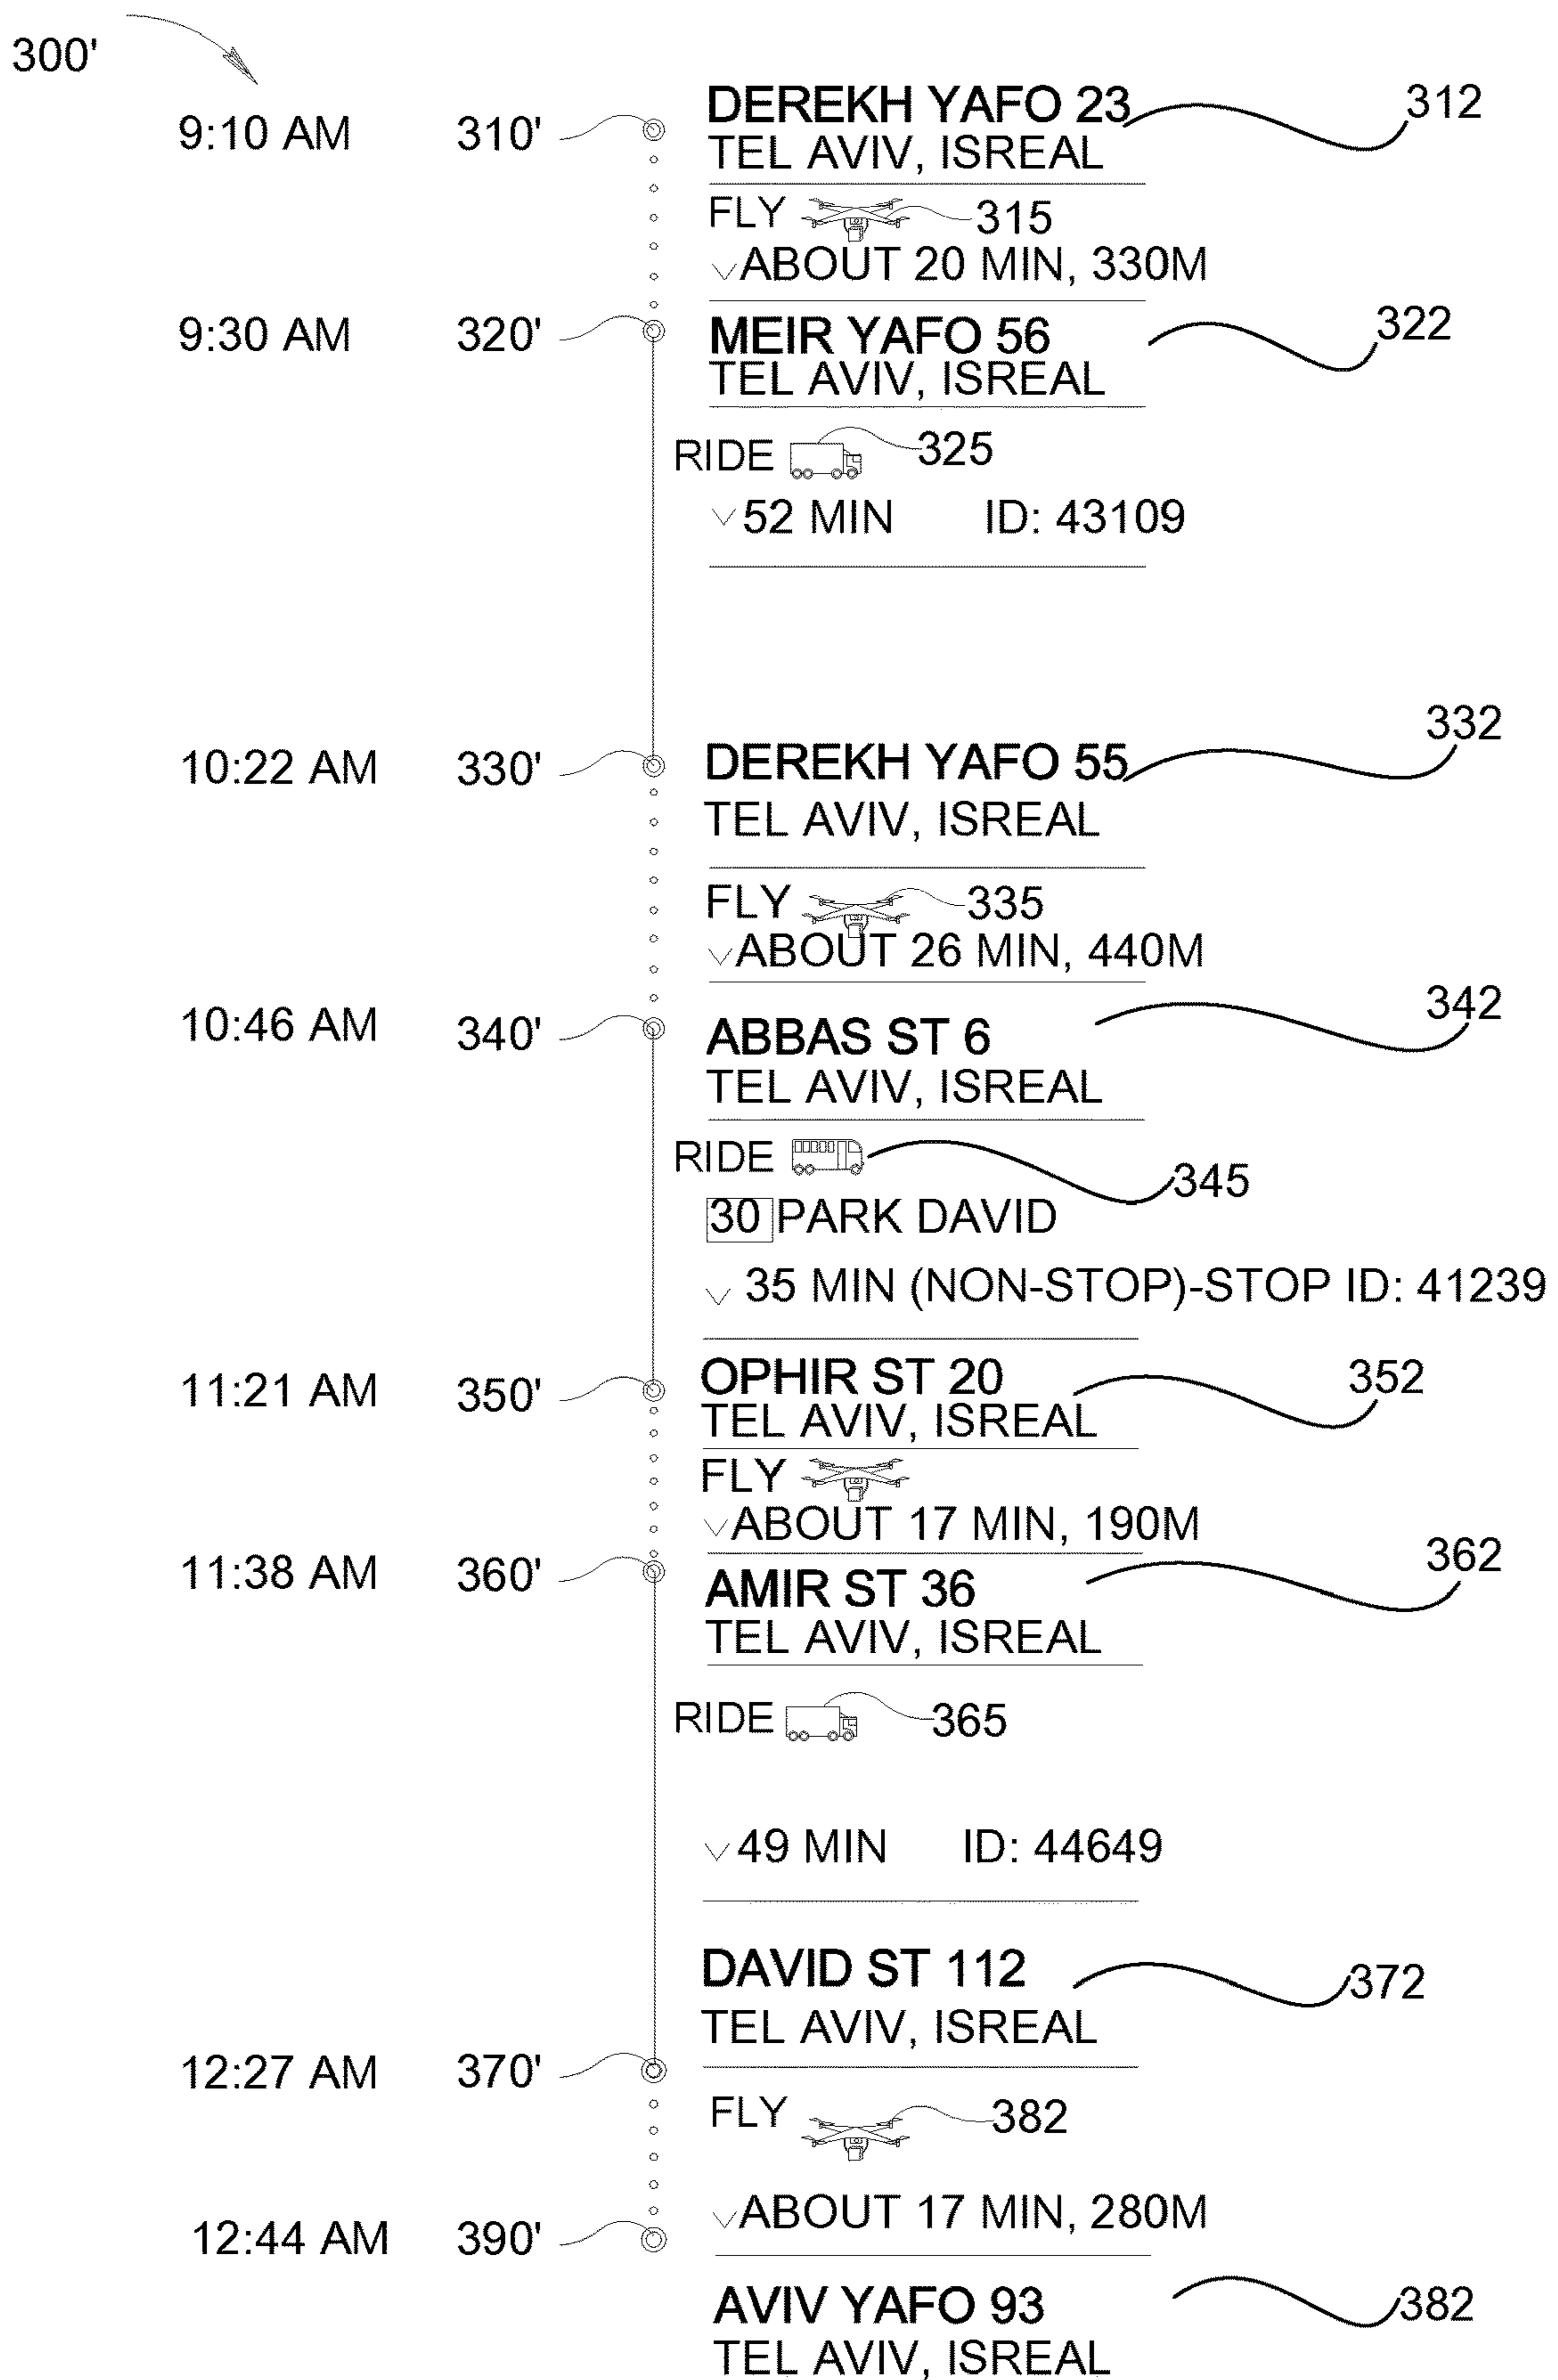 300'
9:10 AM 310' DEREKH YAFO 23 312
TEL AVIV, ISREAL
FLY 315
ABOUT 20 MIN, 330M
9:30 AM 320' MEIR YAFO 56 322
TEL AVIV, ISREAL
RIDE 325
52 MIN ID: 43109
10:22 AM 330' DEREKH YAFO 55 332
TEL AVIV, ISREAL
FLY 335
ABOUT 26 MIN, 440M
10:46 AM 340' ABBAS ST 6 342
TEL AVIV, ISREAL
RIDE 345
30 PARK DAVID
35 MIN (NON-STOP)-STOP ID: 41239
11:21 AM 350' OPHIR ST 20 352
TEL AVIV, ISREAL
FLY
ABOUT 17 MIN, 190M
11:38 AM 360' AMIR ST 36 362
TEL AVIV, ISREAL
RIDE 365
49 MIN ID: 44649
DAVID ST 112 372
TEL AVIV, ISREAL
12:27 AM 370'
FLY 382
ABOUT 17 MIN, 280M
12:44 AM 390'
AVIV YAFO 93 382
TEL AVIV, ISREAL